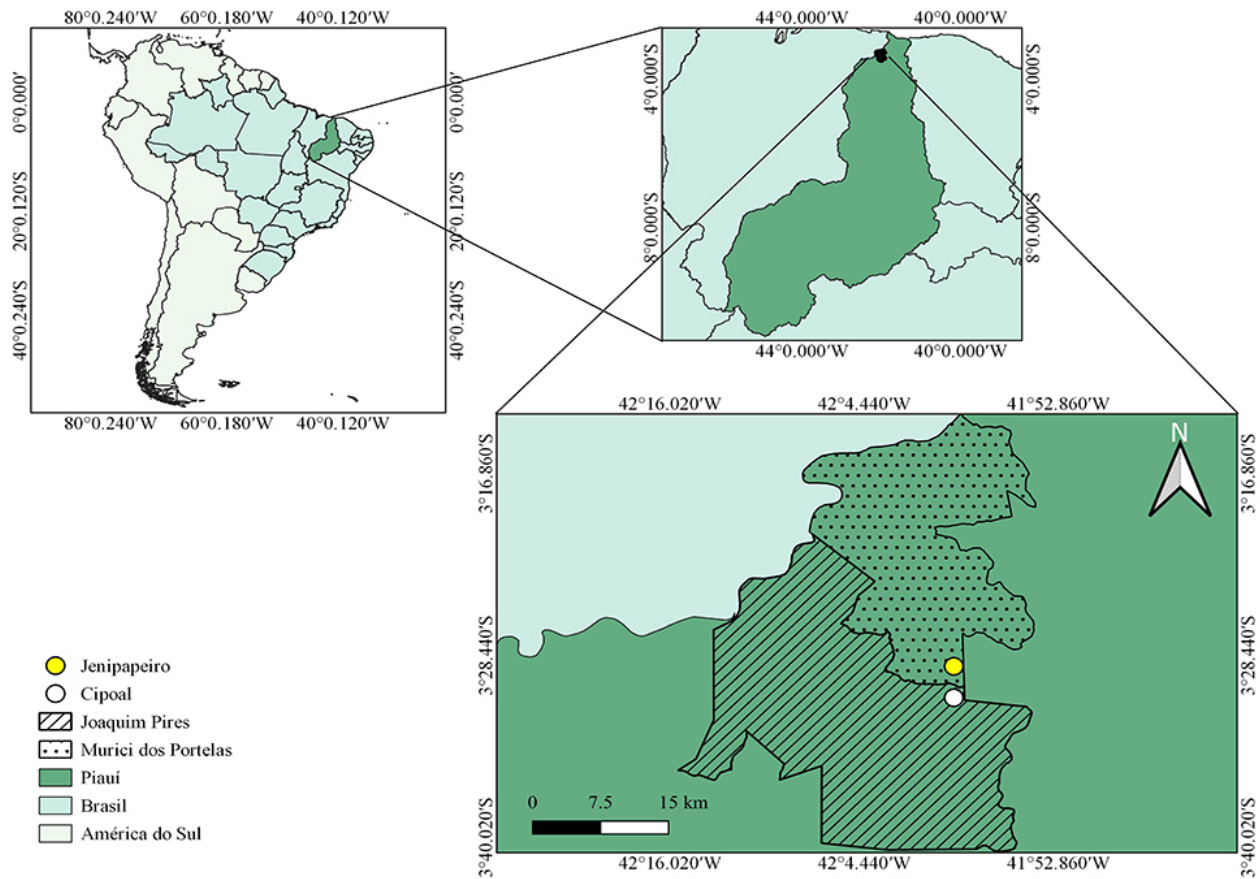 80°0.240′W 60°0.180′W 40°0.120′W
0°0.000′
20°0.120′S
40°0.240′S
0°0.000′
20°0.120′S
40°0.240′S
80°0.240′W 60°0.180′W 40°0.120′W
44°0.000′W 40°0.000′W
4°0.000′S
8°0.000′S
4°0.000′S
8°0.000′S
44°0.000′W 40°0.000′W
42°16.020′W 42°4.440′W 41°52.860′W
3°16.860′S
3°28.440′S
3°40.020′S
N
3°16.860′S
3°28.440′S
3°40.020′S
0 7.5 15 km
42°16.020′W 42°4.440′W 41°52.860′W
Jenipapeiro
Cipoal
Joaquim Pires
Murici dos Portelas
Piauí
Brasil
América do Sul